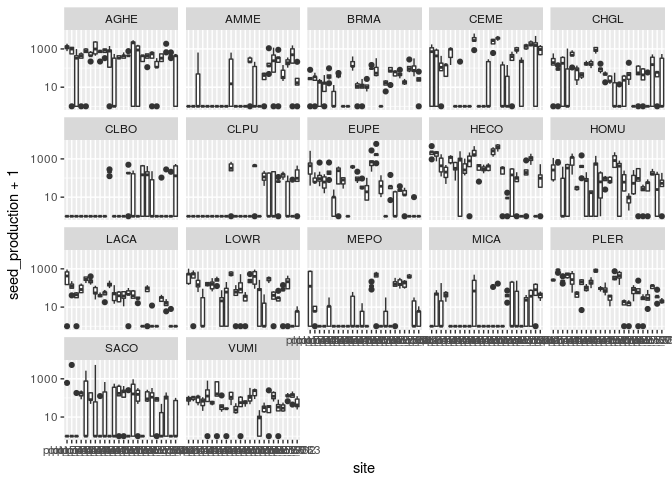 AGHE AMME BRMA CEME CHGL
1000
10
CLBO CLPU EUPE HECO HOMU
1000
10
LACA LOWR MEPO MICA PLER
1000
10
SACO VUMI
1000
10
site
seed_production + 1